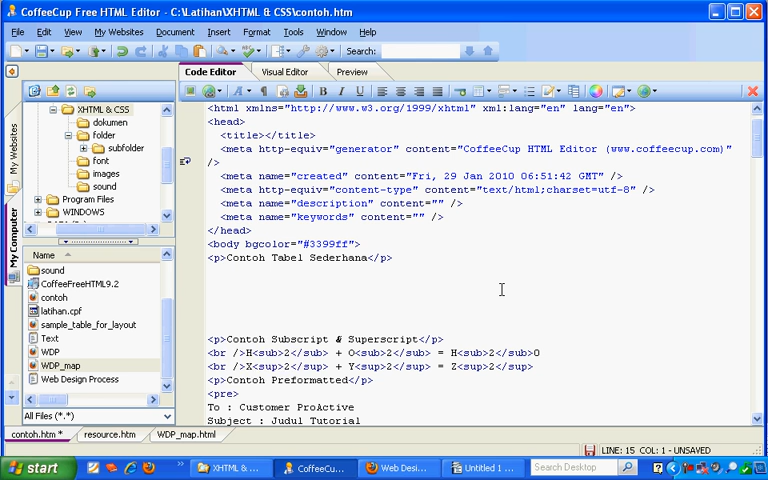 CoffeeCup Free HTML Editor - C:\Latihan\XHTML & CSS\contoh.htm
File Edit View My Websites Document Insert Format Tools Window Help
Search:
Code Editor Visual Editor Preview
My Websites
My Computer
XHTML & CSS
dokumen
folder
subfolder
font
images
sound
Program Files
WINDOWS
Name
sound
CoffeeFreeHTML9.2
contoh
latihan.cpf
sample_table_for_layout
Text
WDP
WDP_map
Web Design Process
All Files (*.*)
<html xmlns="http://www.w3.org/1999/xhtml" xml:lang="en" lang="en">
<head>
<title></title>
<meta http-equiv="generator" content="CoffeeCup HTML Editor (www.coffeecup.com)"
/>
<meta name="created" content="Fri, 29 Jan 2010 06:51:42 GMT" />
<meta http-equiv="content-type" content="text/html;charset=utf-8" />
<meta name="description" content="" />
<meta name="keywords" content="" />
</head>
<body bgcolor="#3399ff">
<p>Contoh Tabel Sederhana</p>
<p>Contoh Subscript & Superscript</p>
<br />H<sub>2</sub> + O<sub>2</sub> = H<sub>2</sub>O
<br />X<sup>2</sup> + Y<sup>2</sup> = Z<sup>2</sup>
<p>Contoh Preformatted</p>
<pre>
To : Customer ProActive
Subject : Judul Tutorial
contoh.htm * resource.htm WDP_map.html
LINE: 15 COL: 1 - UNSAVED
start
XHTML & ...
CoffeeCu...
Web Desi...
Untitled 1 ...
Search Desktop